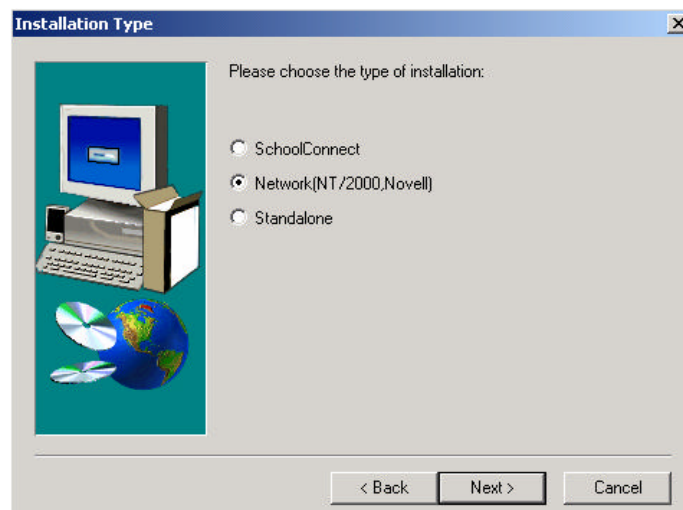 Installation Type
Please choose the type of installation:
SchoolConnect
Network(NT/2000,Novell)
Standalone
< Back Next > Cancel